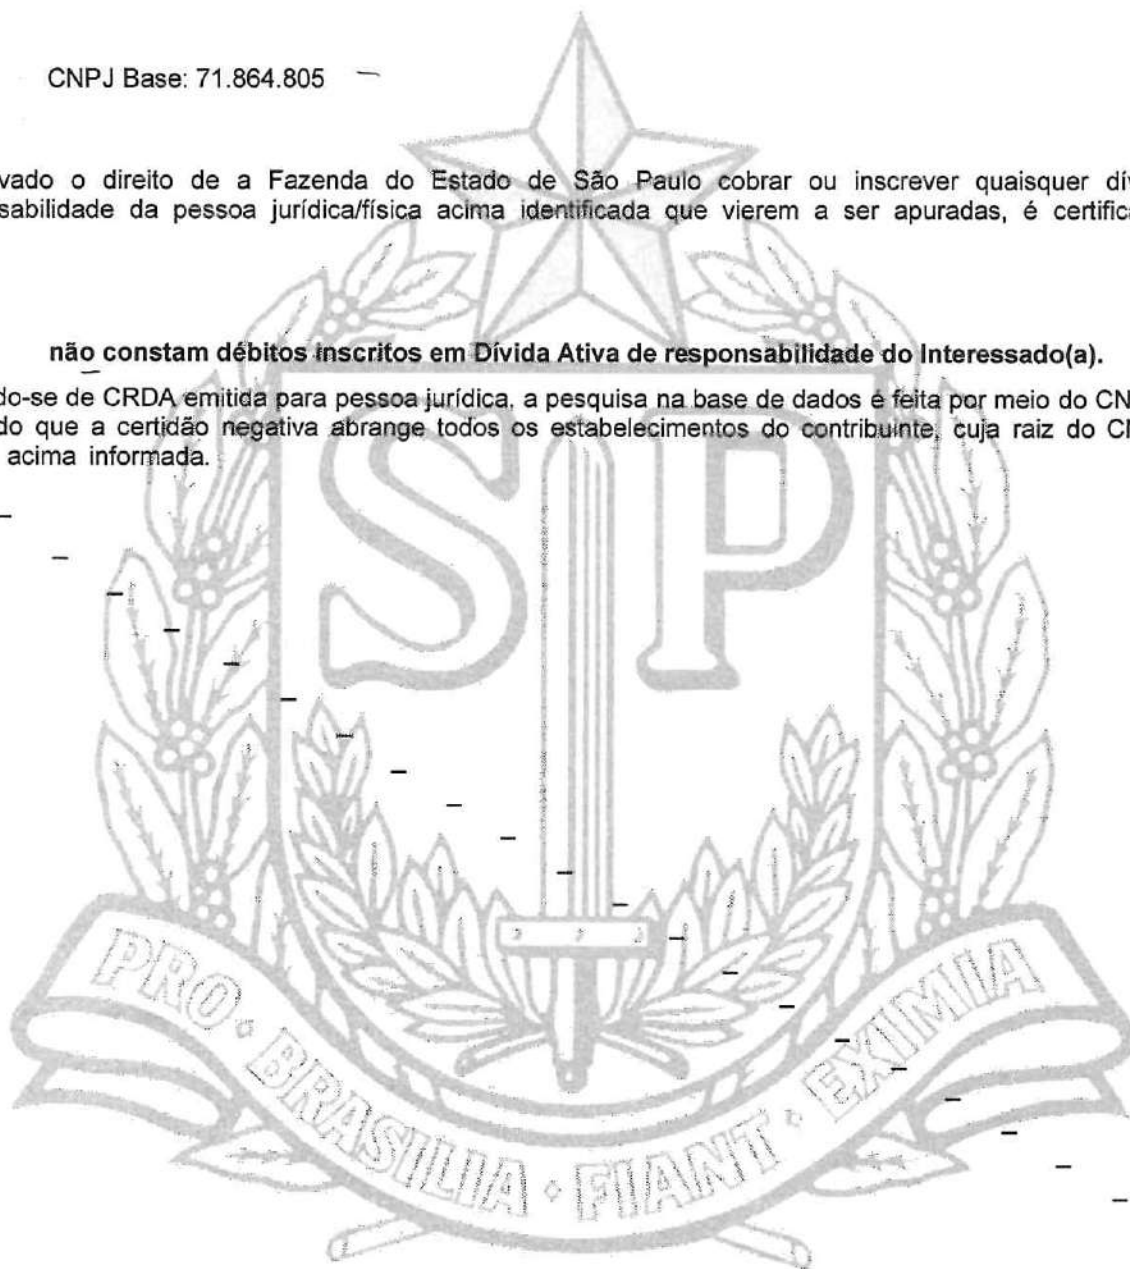 CNPJ Base: 71.864.805
vado o direito de a Fazenda do Estado de São Paulo cobrar ou inscrever quaisquer dív
sabilidade da pessoa jurídica/física acima identificada que vierem a ser apuradas, é certific
não constam débitos inscritos em Dívida Ativa de responsabilidade do Interessado(a).
do-se de CRDA emitida para pessoa jurídica, a pesquisa na base de dados é feita por meio do CN
do que a certidão negativa abrange todos os estabelecimentos do contribuinte, cuja raiz do CN
acima informada.
SP
PRO BRASILIA FIANT EXIMIA